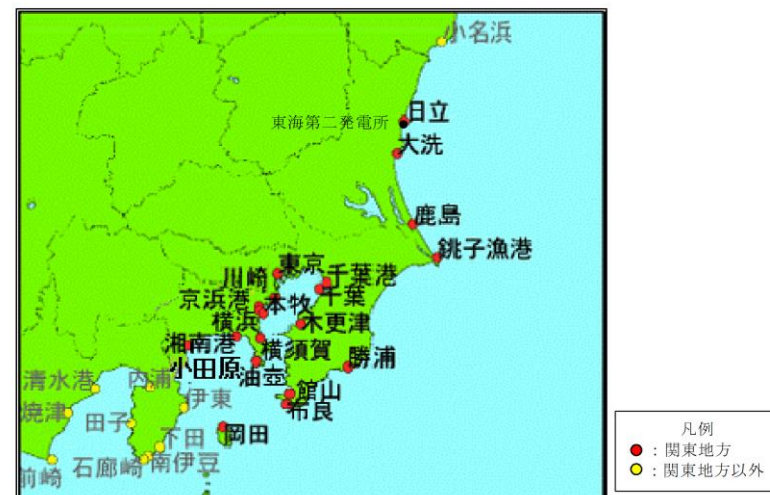 小名浜
日立
東海第二発電所
大洗
鹿島
銚子漁港
東京
川崎
千葉港
千葉
京浜港
本牧
木更津
横浜
湘南港
横須賀
勝浦
小田原
油壺
清水港
内浦
館山
伊東
布良
焼津
田子
岡田
下田
石廊崎
南伊豆
前崎
凡例
：関東地方
：関東地方以外